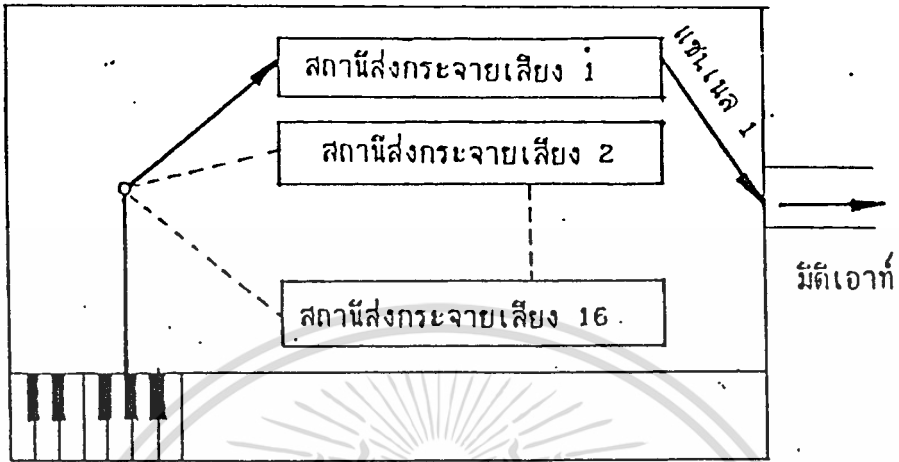 สถานีส่งกระจายเสียง 1
แชนเนล 1
สถานีส่งกระจายเสียง 2
มีดีเอาท์
สถานีส่งกระจายเสียง 16